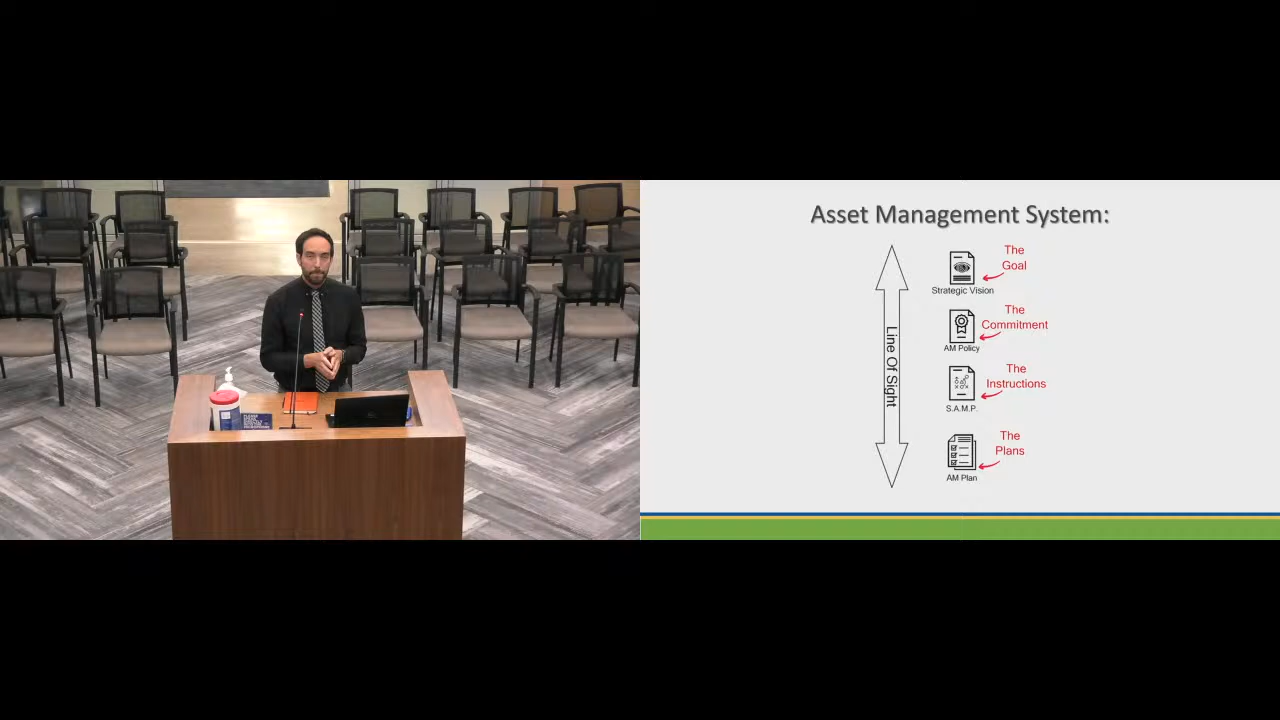 Asset Management System:
The
Goal
Strategic Vision
The
Commitment
AM Policy
Line Of Sight
The
Instructions
S.A.M.P.
The
Plans
AM Plan